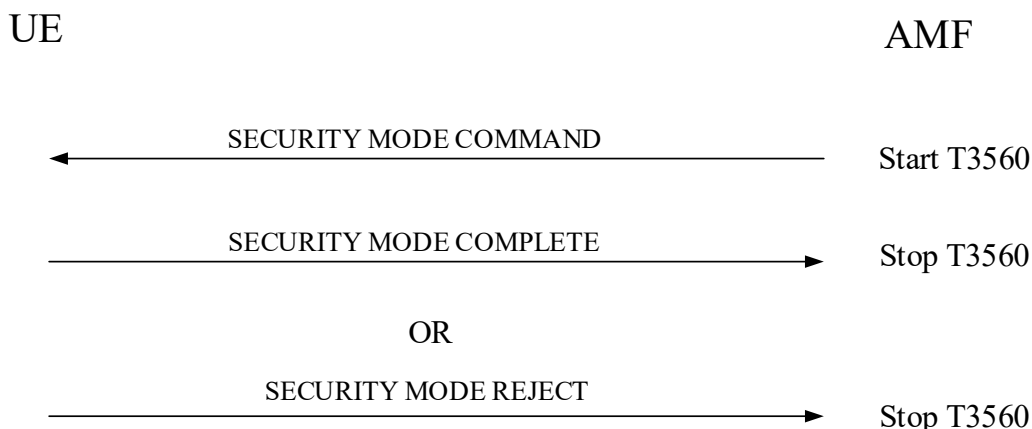 UE
AMF
SECURITY MODE COMMAND
Start T3560
SECURITY MODE COMPLETE
Stop T3560
OR
SECURITY MODE REJECT
Stop T3560